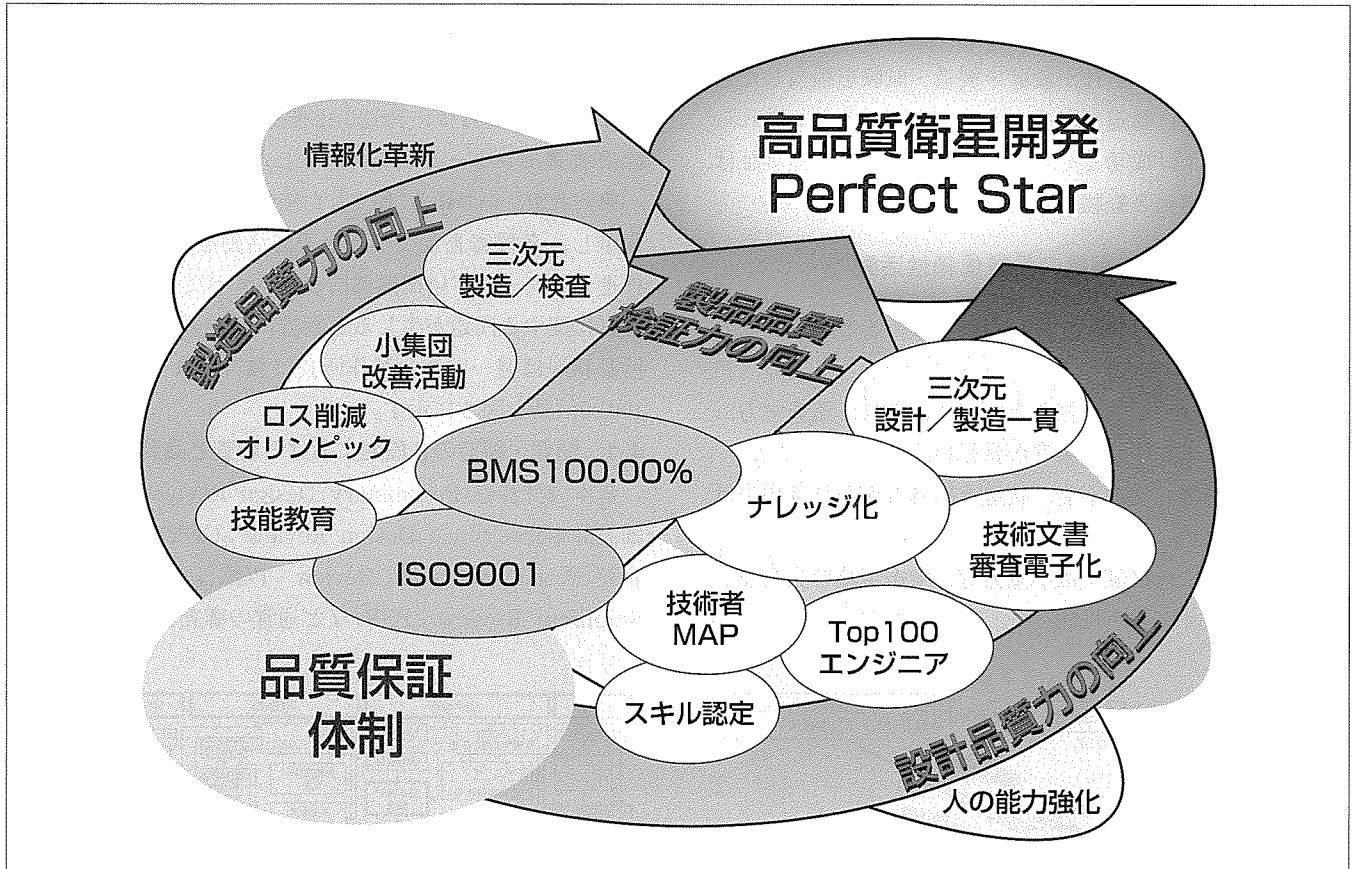 高品質衛星開発
Perfect Star
情報化革新
製造品質力の向上
三次元
製造／検査
製品品質
検証力の向上
小集団
改善活動
三次元
設計／製造一貫
ロス削減
オリンピック
BMS100.00%
ナレッジ化
技能教育
技術文書
審査電子化
ISO9001
技術者
MAP
Top100
エンジニア
品質保証
体制
スキル認定
設計品質力の向上
人の能力強化